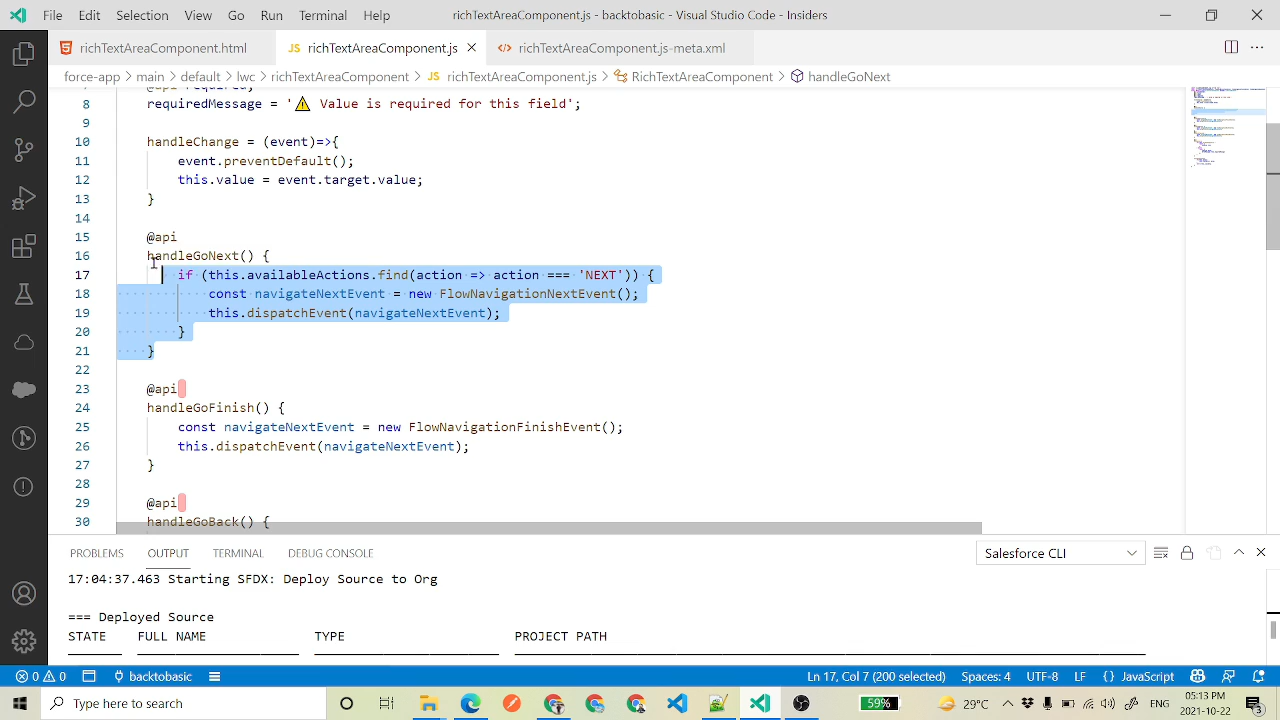 File Edit Selection View Go Run Terminal Help richTextAreaComponent.js - backtobasic - Visual Studio Code - Insiders
richTextAreaComponent.html JS richTextAreaComponent.js richTextAreaComponent.js-meta.xml
force-app > main > default > lwc > richTextAreaComponent > JS richTextAreaComponent.js > RichTextAreaComponent > handleGoNext
7 @api required;
8 requiredMessage = '⚠️ Value is required for this field';
9
10 handleChange = (event)=>{
11 event.preventDefault();
12 this.value = event.target.value;
13 }
14
15 @api
16 handleGoNext() {
17 if (this.availableActions.find(action => action === 'NEXT')) {
18 const navigateNextEvent = new FlowNavigationNextEvent();
19 this.dispatchEvent(navigateNextEvent);
20 }
21 }
22
23 @api
24 handleGoFinish() {
25 const navigateNextEvent = new FlowNavigationFinishEvent();
26 this.dispatchEvent(navigateNextEvent);
27 }
28
29 @api
30 handleGoBack() {
PROBLEMS OUTPUT TERMINAL DEBUG CONSOLE Salesforce CLI
17:04:37.463 Starting SFDX: Deploy Source to Org
=== Deployed Source
STATE FULL NAME TYPE PROJECT PATH
0 0 backtobasic Ln 17, Col 7 (200 selected) Spaces: 4 UTF-8 LF {} JavaScript
Type here to search 59% 29°C 05:13 PM 2021-10-22 3